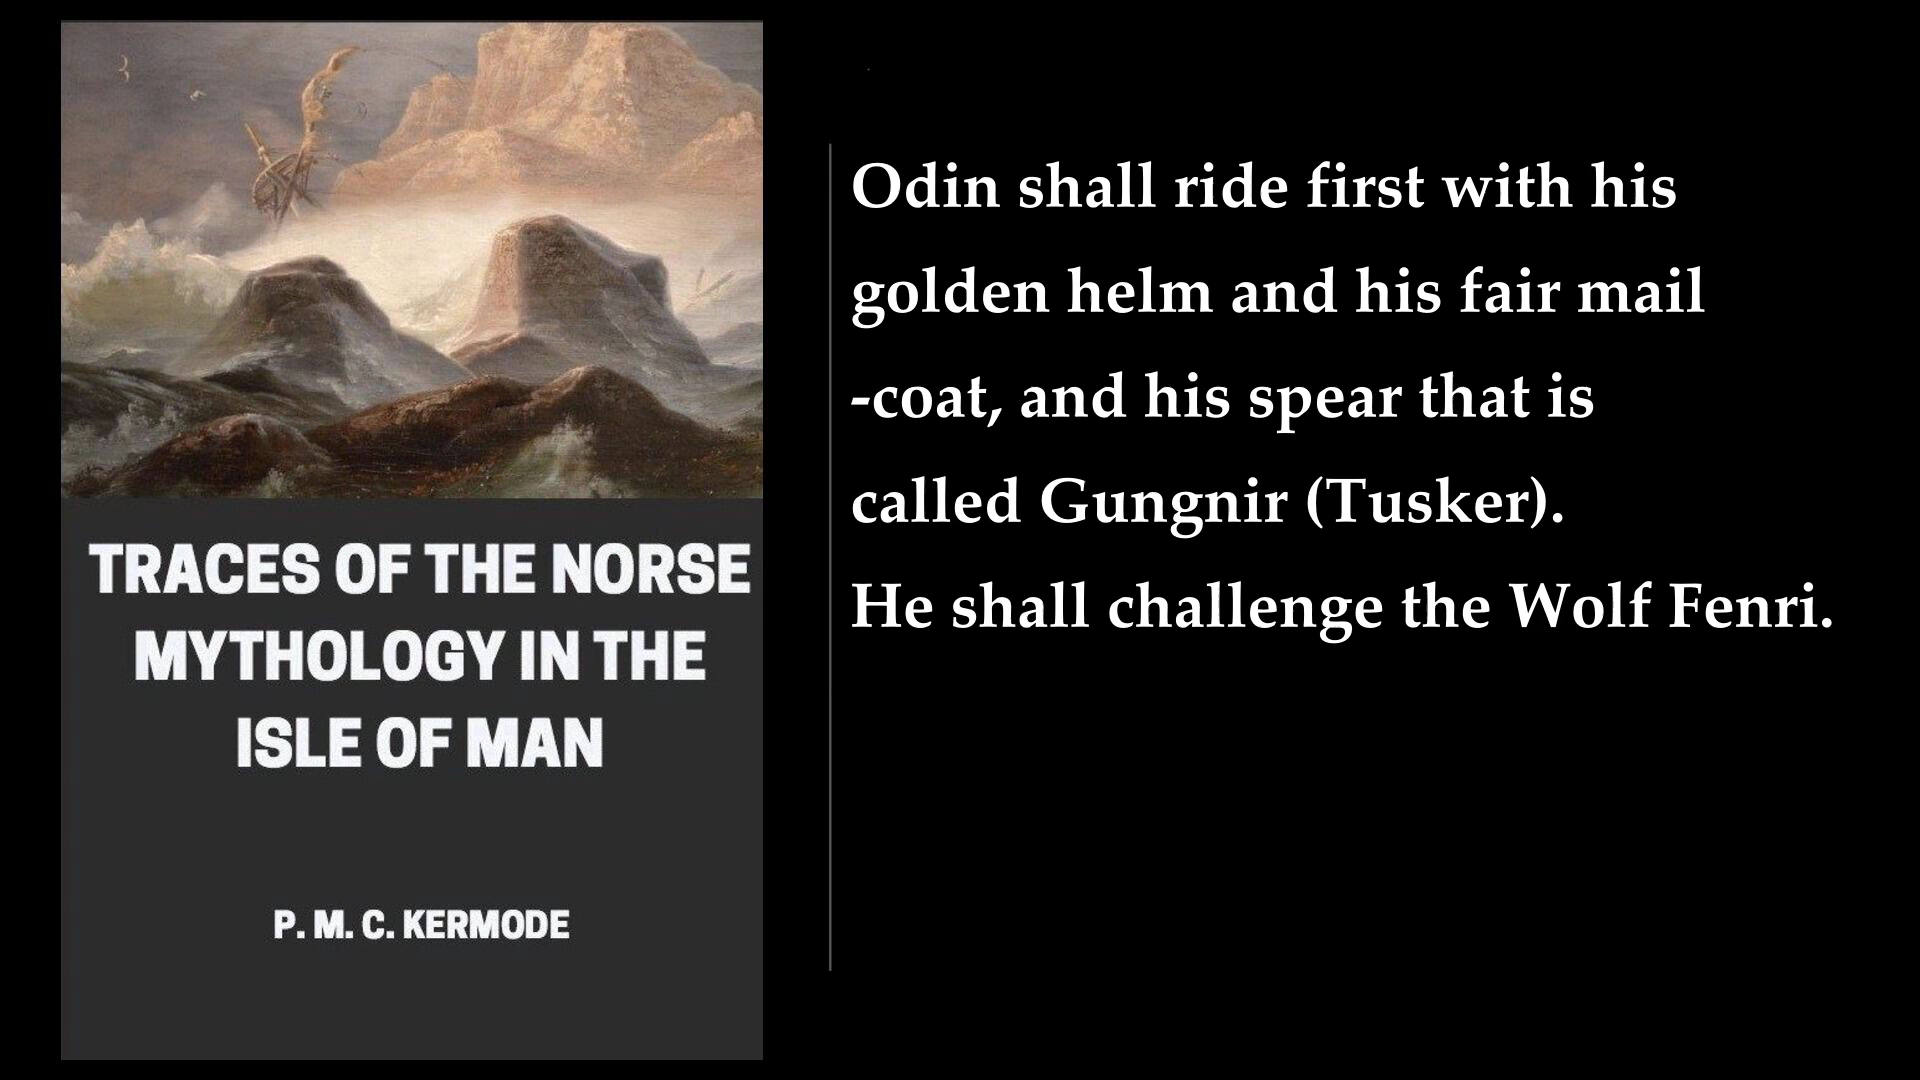 TRACES OF THE NORSE
MYTHOLOGY IN THE
ISLE OF MAN
P. M. C. KERMODE
Odin shall ride first with his
golden helm and his fair mail
-coat, and his spear that is
called Gungnir (Tusker).
He shall challenge the Wolf Fenri.